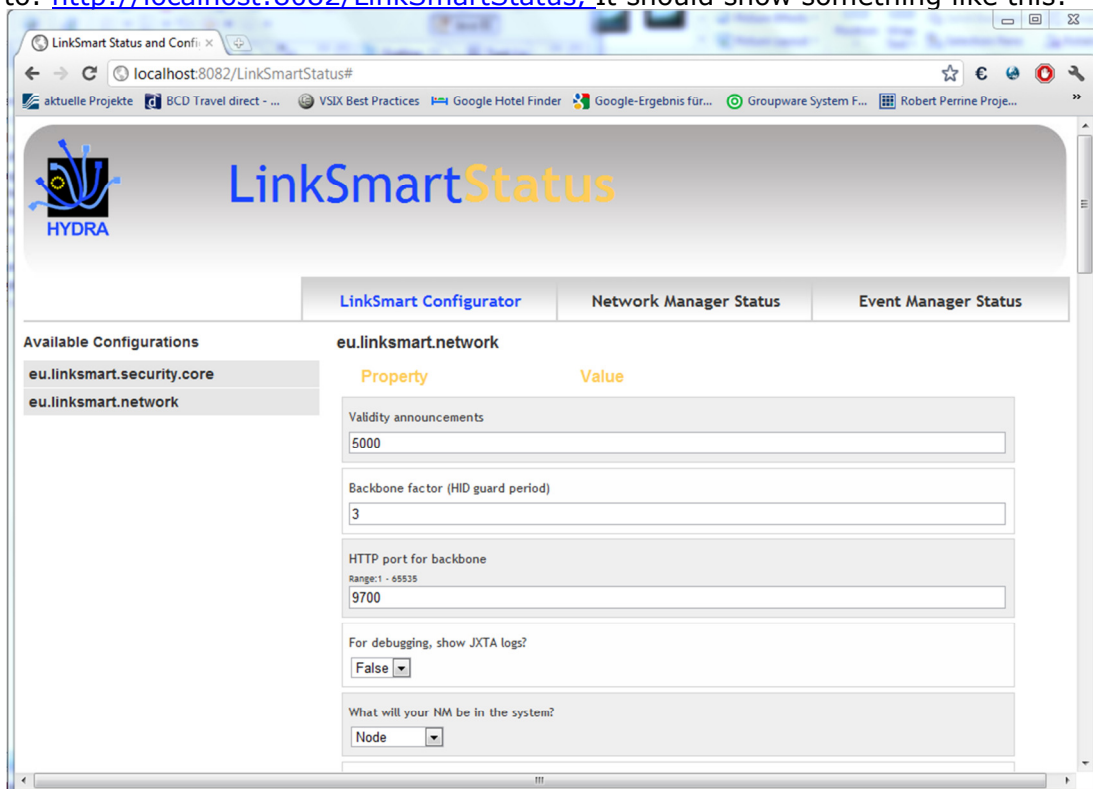 to: http://localhost:8082/LinkSmartStatus, It should show something like this:
LinkSmart Status and Confi
localhost:8082/LinkSmartStatus#
aktuelle Projekte BCD Travel direct - ... VSIX Best Practices Google Hotel Finder Google-Ergebnis für... Groupware System F... Robert Perrine Proje... »
HYDRA
LinkSmartStatus
LinkSmart Configurator Network Manager Status Event Manager Status
Available Configurations
eu.linksmart.security.core
eu.linksmart.network
eu.linksmart.network
Property Value
Validity announcements
5000
Backbone factor (HID guard period)
3
HTTP port for backbone
Range:1 - 65535
9700
For debugging, show JXTA logs?
False
What will your NM be in the system?
Node